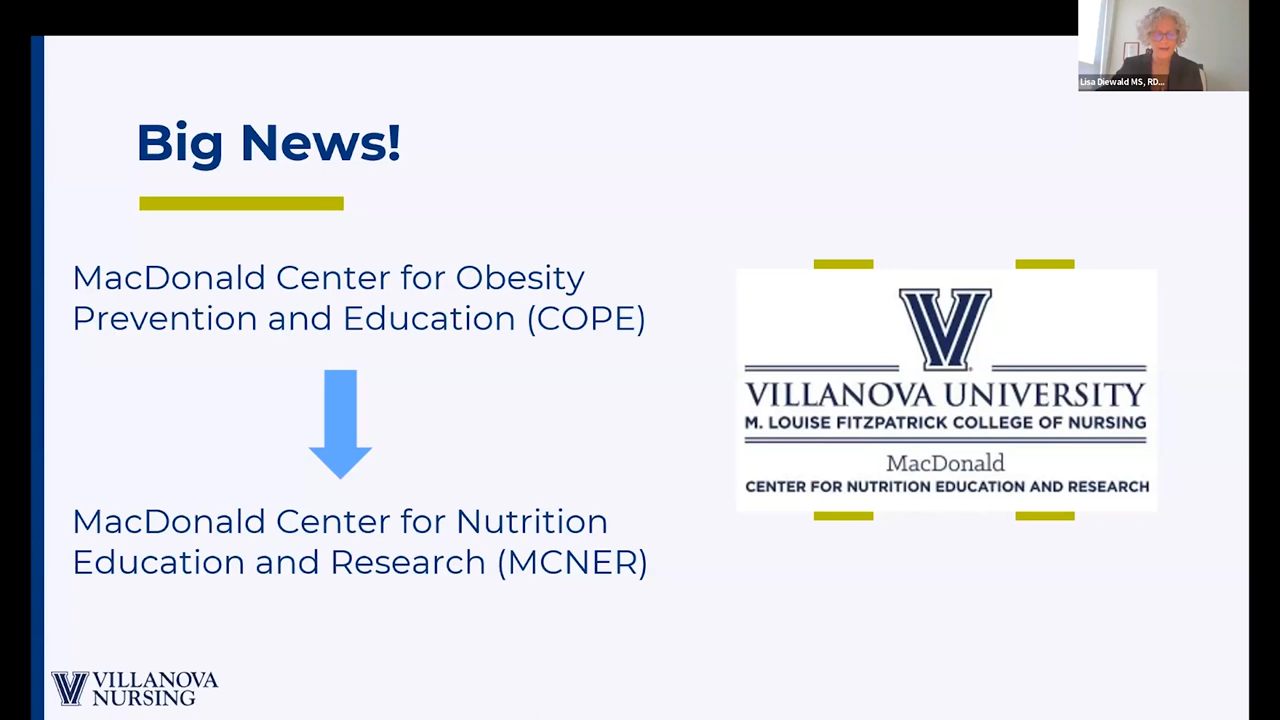 Lisa Diewald MS, RD...
Big News!
MacDonald Center for Obesity
Prevention and Education (COPE)
MacDonald Center for Nutrition
Education and Research (MCNER)
V
VILLANOVA UNIVERSITY
M. LOUISE FITZPATRICK COLLEGE OF NURSING
MacDonald
CENTER FOR NUTRITION EDUCATION AND RESEARCH
V VILLANOVA
NURSING